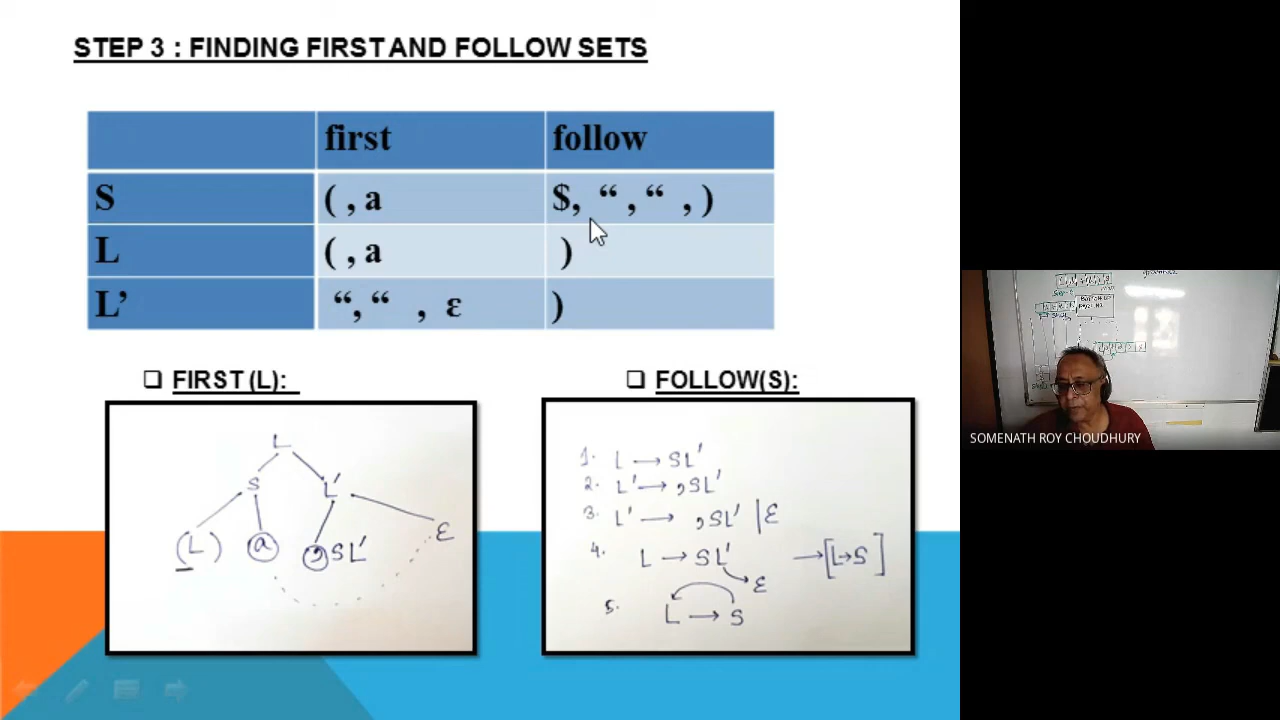 STEP 3 : FINDING FIRST AND FOLLOW SETS
first follow
S ( , a $, “ , “ , )
L ( , a )
L’ “, “ , ε )
❑ FIRST (L):
L
S L'
(L) a , S L' ε
❑ FOLLOW(S):
1. L → SL'
2. L' → , SL'
3. L' → , SL' | ε
4. L → SL' → [L→S]
ε
5. L → S
SOMENATH ROY CHOUDHURY